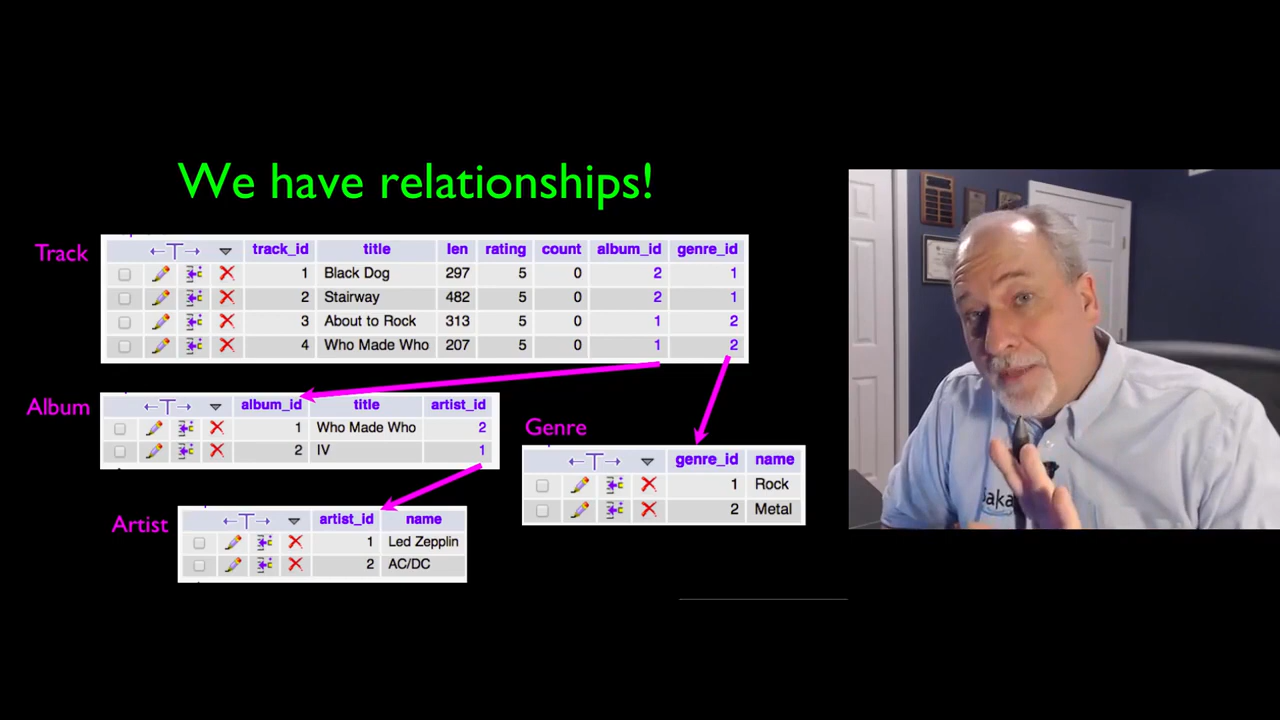 We have relationships!
Track
track_id title len rating count album_id genre_id
1 Black Dog 297 5 0 2 1
2 Stairway 482 5 0 2 1
3 About to Rock 313 5 0 1 2
4 Who Made Who 207 5 0 1 2
Album
album_id title artist_id
1 Who Made Who 2
2 IV 1
Genre
genre_id name
1 Rock
2 Metal
Artist
artist_id name
1 Led Zepplin
2 AC/DC